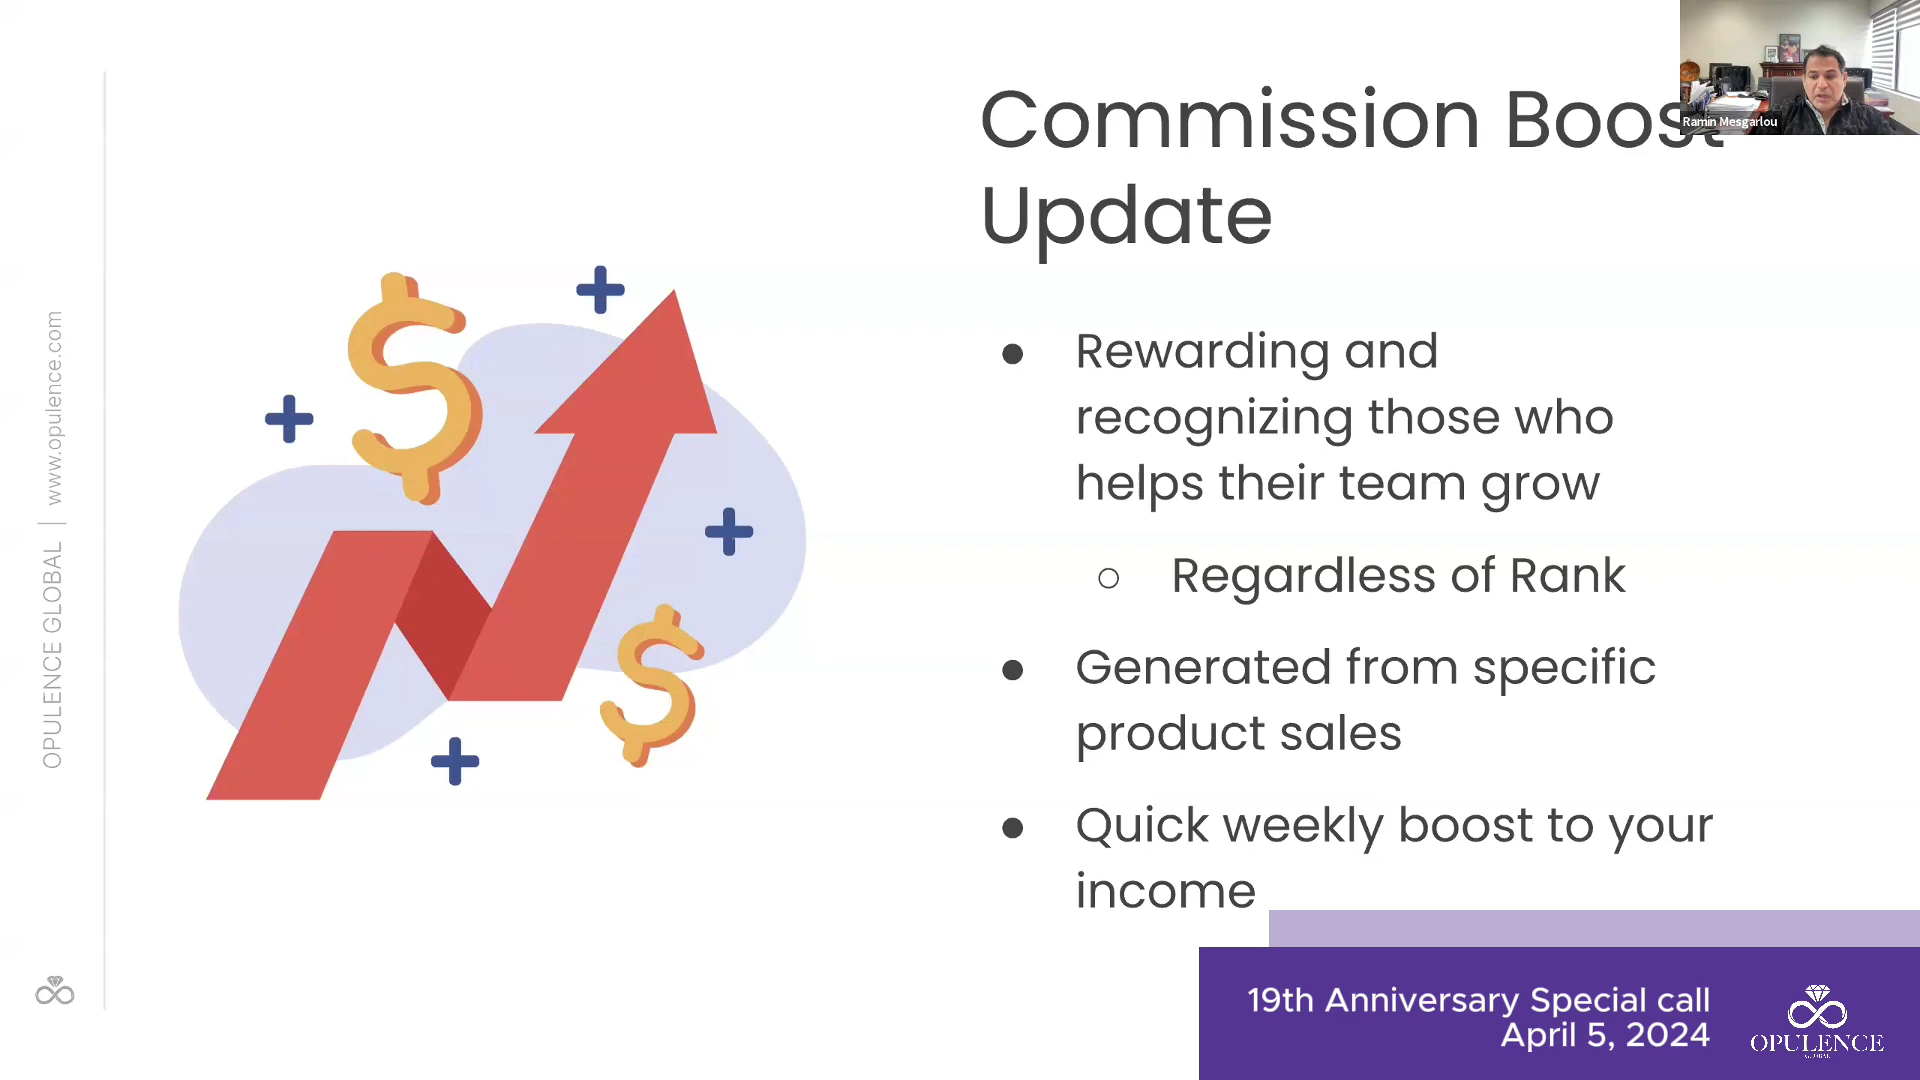 Commission Boost
Update
Ramin Mesgarlou
Rewarding and
recognizing those who
helps their team grow
Regardless of Rank
Generated from specific
product sales
Quick weekly boost to your
income
OPULENCE GLOBAL | www.opulence.com
19th Anniversary Special call
April 5, 2024
OPULENCE
GLOBAL